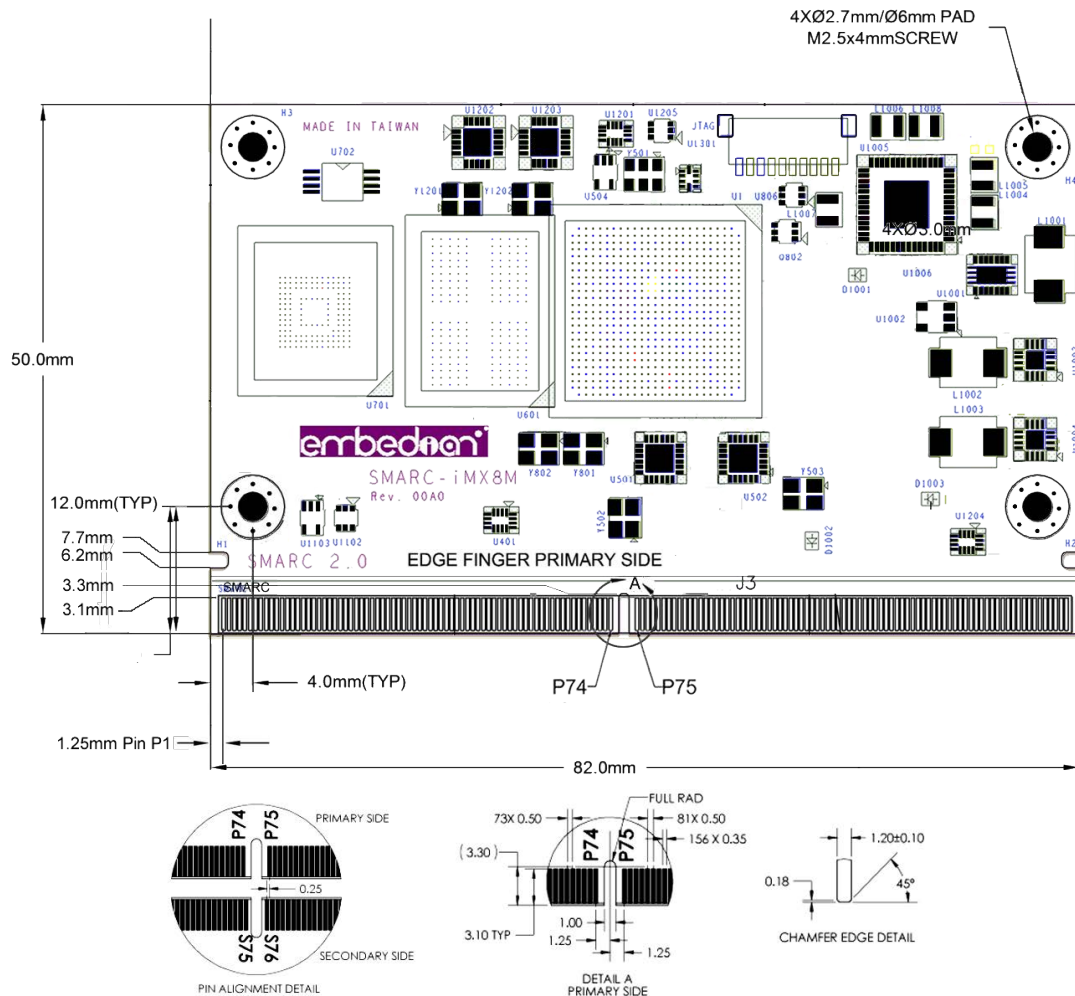 4XØ2.7mm/Ø6mm PAD
M2.5x4mmSCREW
H3
MADE IN TAIWAN
U702
U1202
U1203
U1201
U1205
JTAG
U1301
L1006
L1008
U1005
Y501
U504
Y1201
Y1202
U1
U806
L1007
Q802
L1005
L1004
H4
4XØ3.0mm
L1001
U1006
D1001
U1001
U1002
50.0mm
U701
U601
L1002
U1003
L1003
U1004
embedian
SMARC-iMX8M
Rev. 00A0
Y802
Y801
U501
U502
Y503
D1003
12.0mm(TYP)
U1103
U1102
U401
Y502
D1002
U1204
7.7mm
H1
H2
6.2mm
SMARC 2.0
EDGE FINGER PRIMARY SIDE
3.3mm
SMARC
A
J3
3.1mm
P74
P75
4.0mm(TYP)
1.25mm Pin P1
82.0mm
P74
P75
PRIMARY SIDE
0.25
S75
S76
SECONDARY SIDE
PIN ALIGNMENT DETAIL
FULL RAD
73X 0.50
P74
P75
81X 0.50
156 X 0.35
( 3.30 )
3.10 TYP
1.00
1.25
1.25
DETAIL A
PRIMARY SIDE
1.20±0.10
0.18
45°
CHAMFER EDGE DETAIL